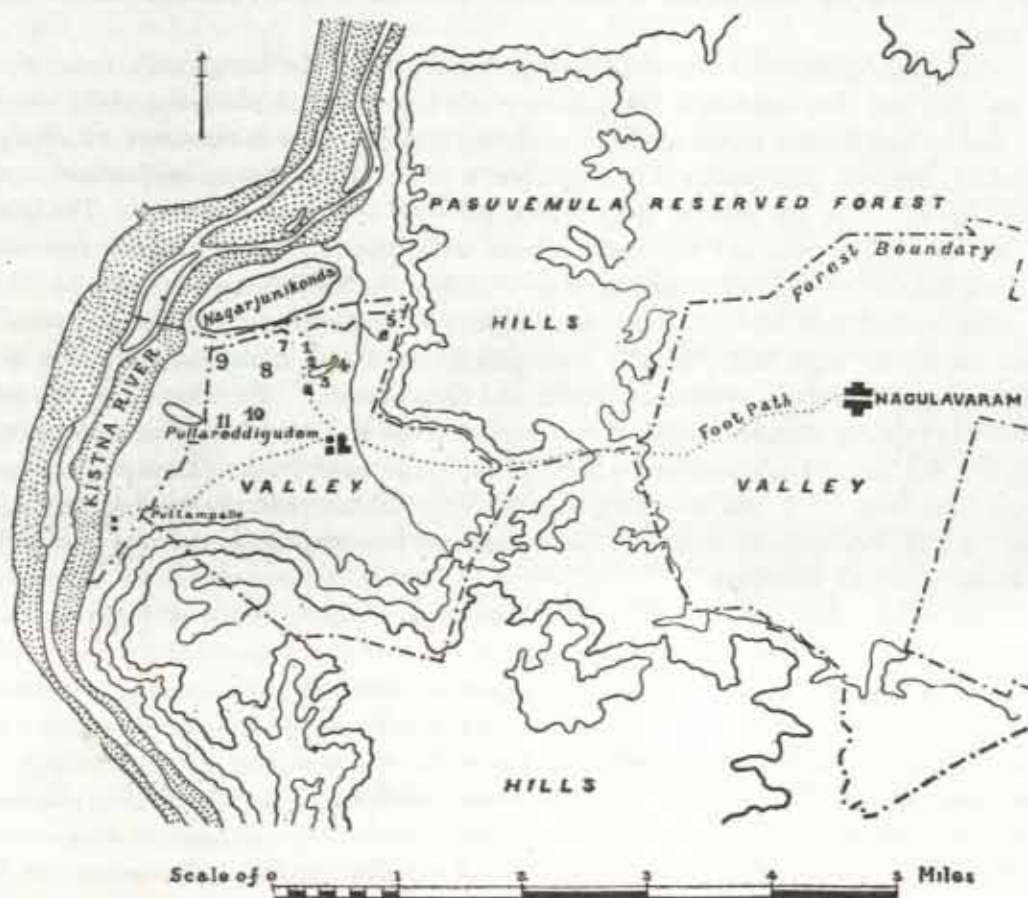 PASUVEMULA RESERVED FOREST
Forest Boundary
Nagarjunikonda
HILLS
5
6
7
1
2
9
8
4
3
KISTNA RIVER
Foot Path
NAGULAVARAM
11 10
Pullareddigudem
VALLEY
VALLEY
Pullampalle
HILLS
Scale of 0 1 2 3 4 5 Miles